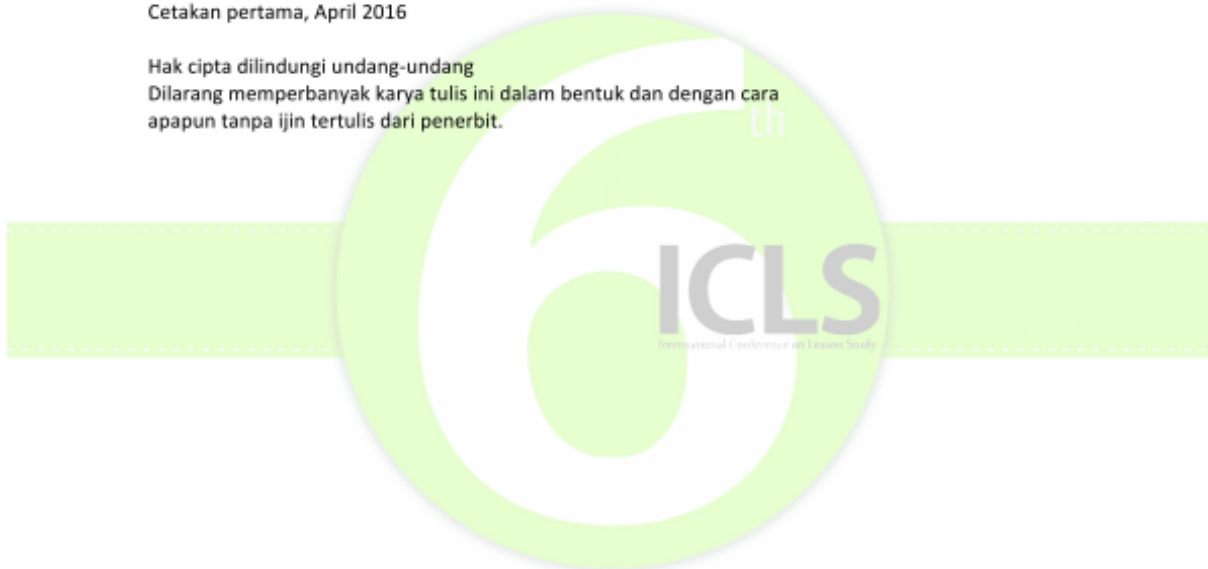 Cetakan pertama, April 2016
Hak cipta dilindungi undang-undang
Dilarang memperbanyak karya tulis ini dalam bentuk dan dengan cara
apapun tanpa ijin tertulis dari penerbit.
6
th
ICLS
International Conference on Lesson Study